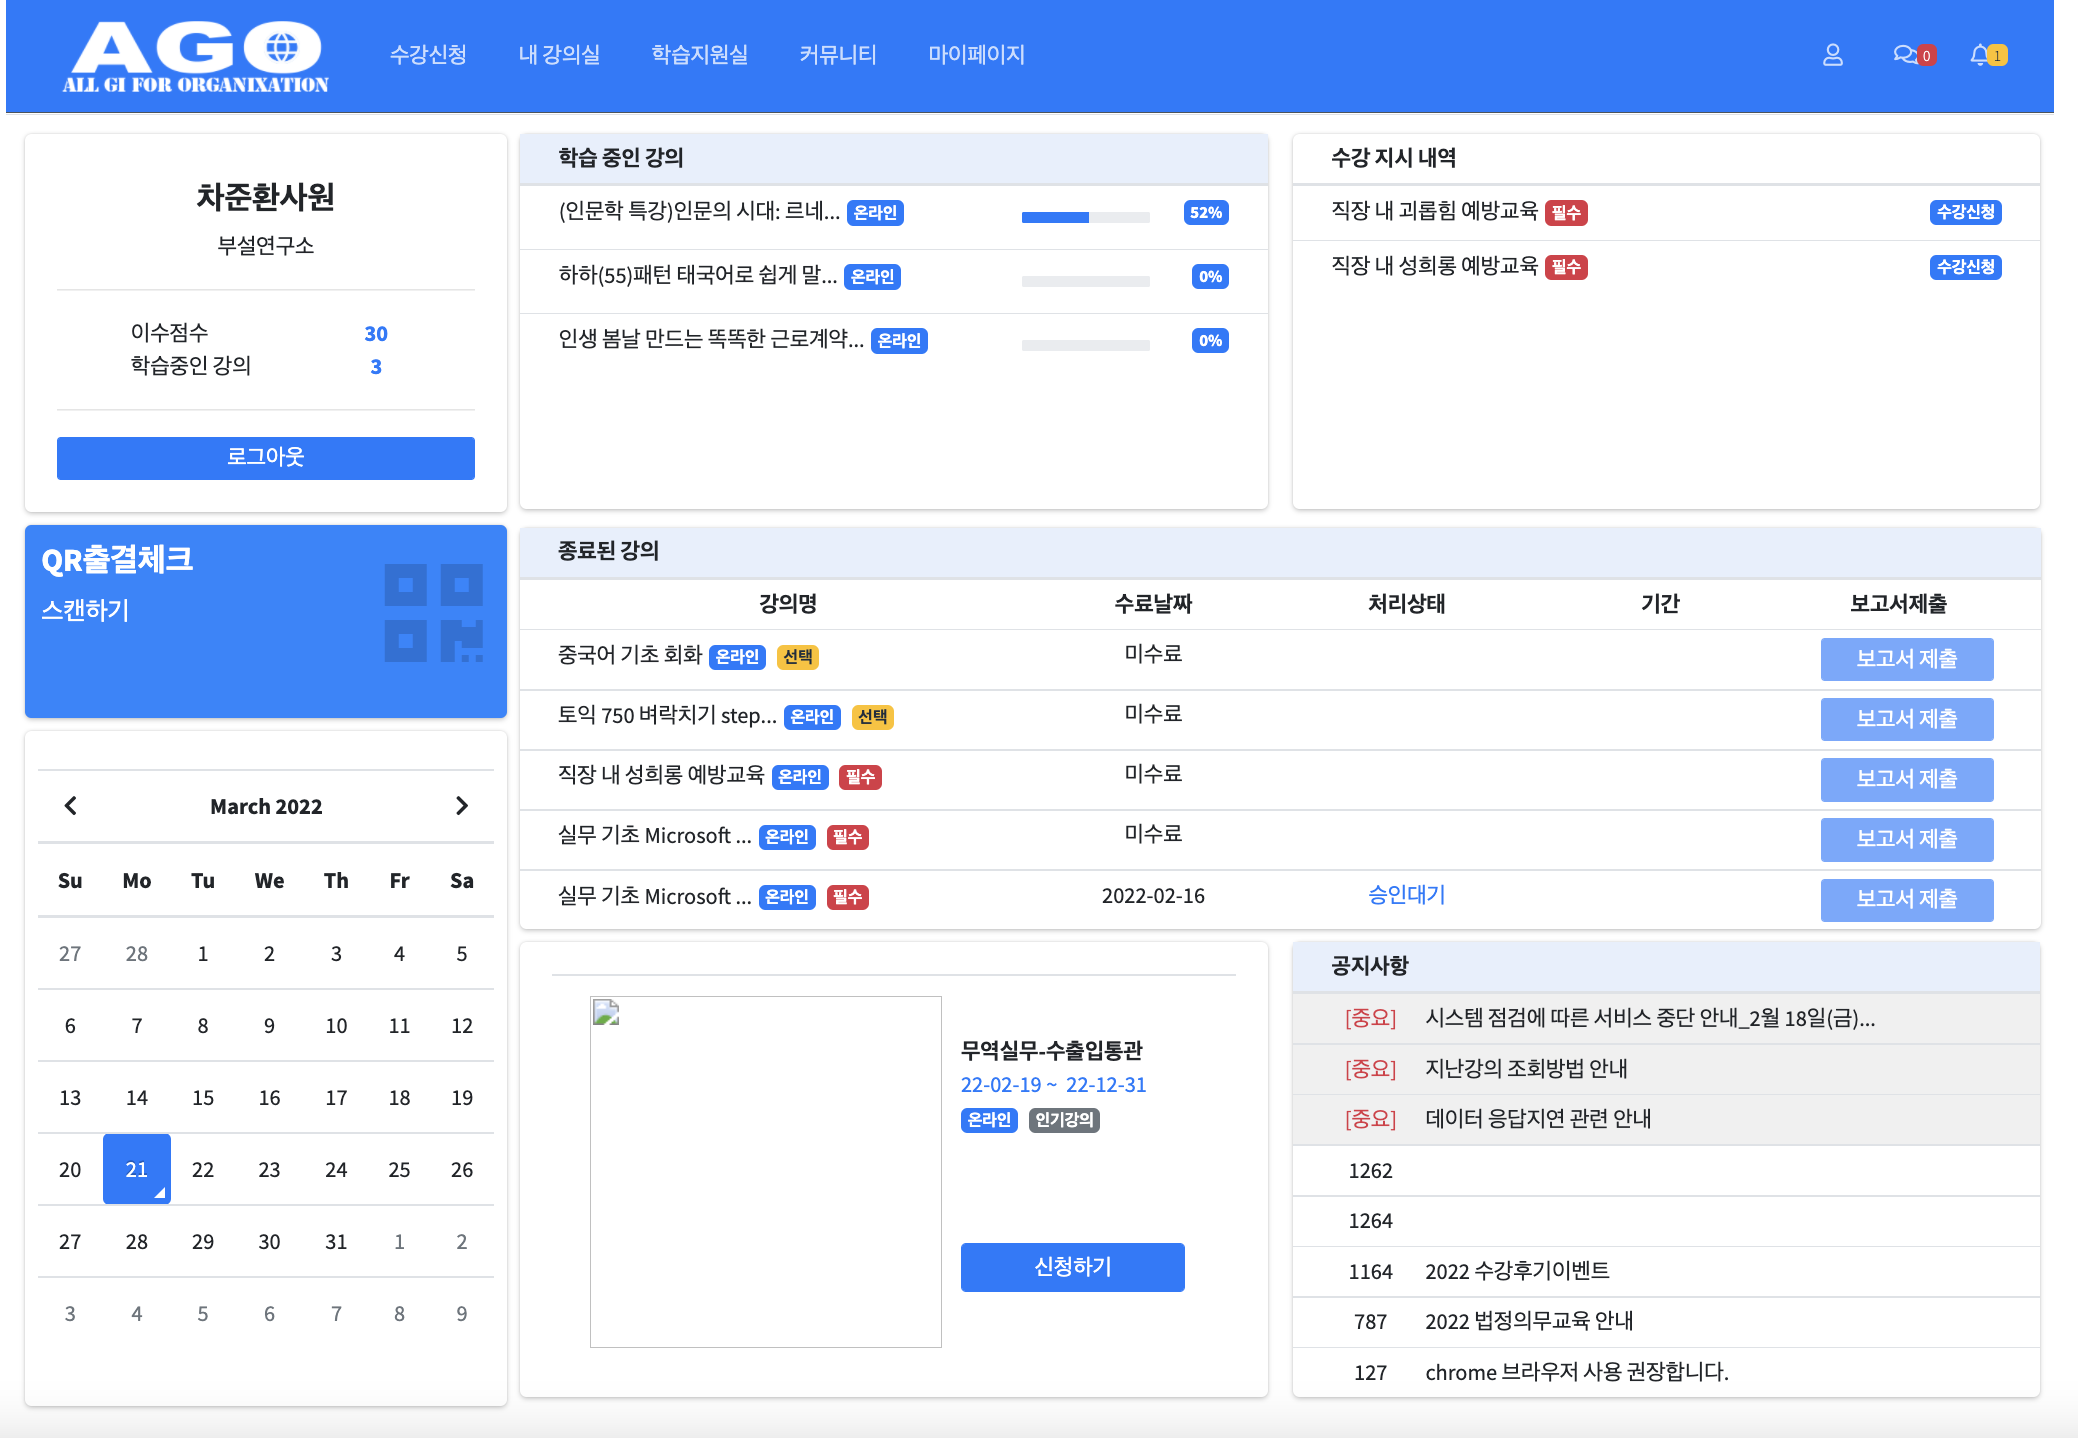 AGO
ALL GI FOR ORGANIXATION
수강신청 내 강의실 학습지원실 커뮤니티 마이페이지 0 1
차준환사원
부설연구소
이수점수 30
학습중인 강의 3
로그아웃
학습 중인 강의
(인문학 특강)인문의 시대: 르네... 온라인 52%
하하(55)패턴 태국어로 쉽게 말... 온라인 0%
인생 봄날 만드는 똑똑한 근로계약... 온라인 0%
수강 지시 내역
직장 내 괴롭힘 예방교육 필수 수강신청
직장 내 성희롱 예방교육 필수 수강신청
QR출결체크
스캔하기
종료된 강의
강의명 수료날짜 처리상태 기간 보고서제출
중국어 기초 회화 온라인 선택 미수료 보고서 제출
토익 750 벼락치기 step... 온라인 선택 미수료 보고서 제출
직장 내 성희롱 예방교육 온라인 필수 미수료 보고서 제출
실무 기초 Microsoft ... 온라인 필수 미수료 보고서 제출
실무 기초 Microsoft ... 온라인 필수 2022-02-16 승인대기 보고서 제출
March 2022
Su Mo Tu We Th Fr Sa
27 28 1 2 3 4 5
6 7 8 9 10 11 12
13 14 15 16 17 18 19
20 21 22 23 24 25 26
27 28 29 30 31 1 2
3 4 5 6 7 8 9
무역실무-수출입통관
22-02-19 ~ 22-12-31
온라인 인기강의
신청하기
공지사항
[중요] 시스템 점검에 따른 서비스 중단 안내_2월 18일(금)...
[중요] 지난강의 조회방법 안내
[중요] 데이터 응답지연 관련 안내
1262
1264
1164 2022 수강후기이벤트
787 2022 법정의무교육 안내
127 chrome 브라우저 사용 권장합니다.